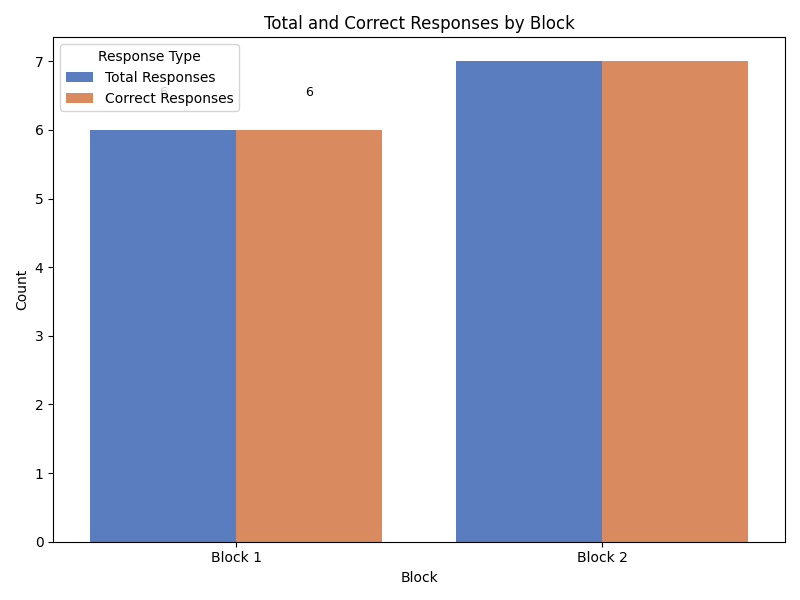 Total and Correct Responses by Block
Response Type
Total Responses
Correct Responses
6
6
7
6
5
4
3
2
1
0
Count
Block 1
Block 2
Block